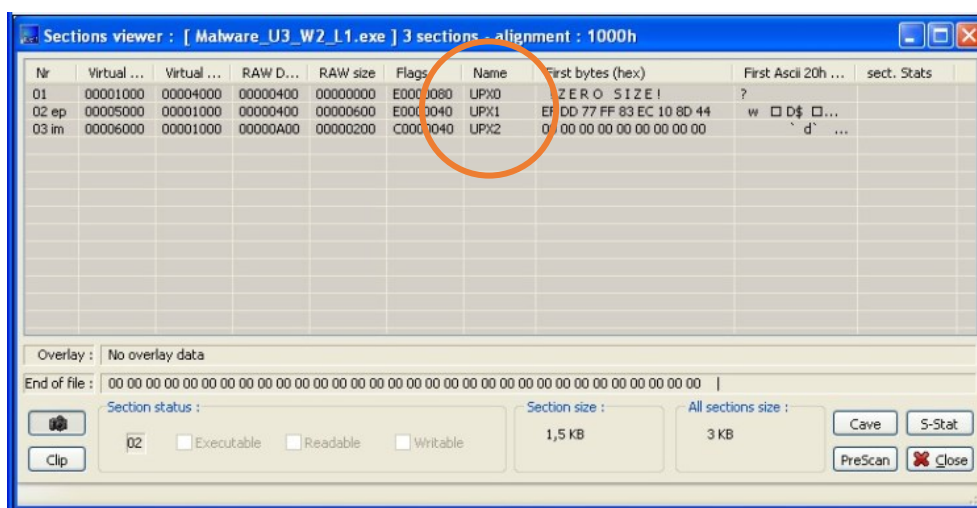 Sections viewer : [ Malware_U3_W2_L1.exe ] 3 sections - alignment : 1000h
Nr Virtual ... Virtual ... RAW D... RAW size Flags Name First bytes (hex) First Ascii 20h ... sect. Stats
01 00001000 00004000 00000400 00000000 E0000080 UPX0 ZERO SIZE! ?
02 ep 00005000 00001000 00000400 00000600 E0000040 UPX1 DD 77 FF 83 EC 10 8D 44 w D$ ...
03 im 00006000 00001000 00000A00 00000200 C0000040 UPX2 00 00 00 00 00 00 00 00 00 ` d` ...
Overlay : No overlay data
End of file : 00 00 00 00 00 00 00 00 00 00 00 00 00 00 00 00 00 00 00 00 00 00 00 00 00 00 00 00 00 00 00 00
Section status :
02 Executable Readable Writable
Section size :
1,5 KB
All sections size :
3 KB
Cave S-Stat
Clip
PreScan Close